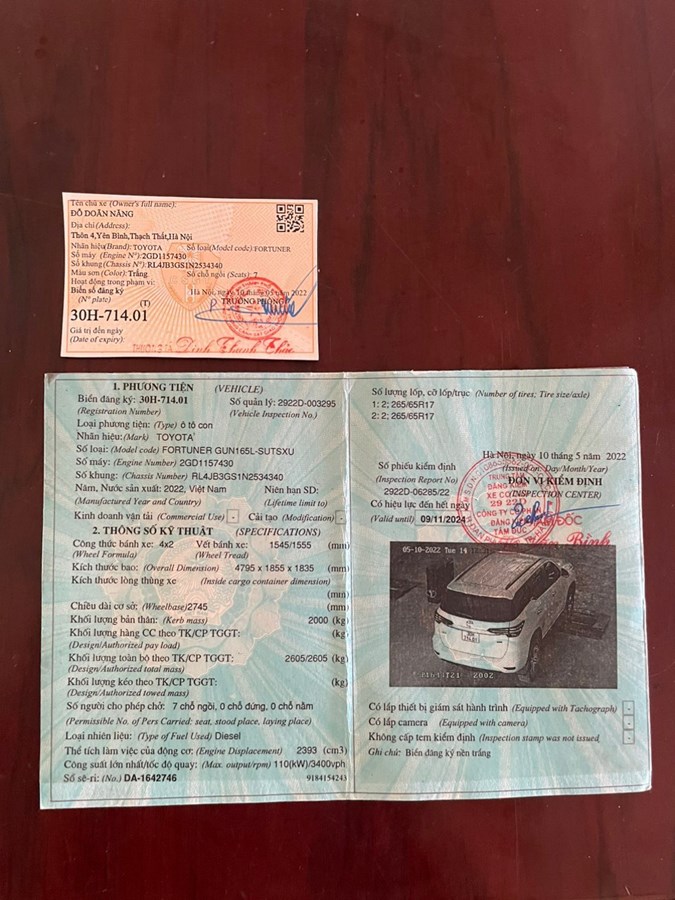 Tên chủ xe (Owner's full name):
ĐỖ DOÃN NĂNG
Địa chỉ (Address):
Thôn 4,Yên Bình,Thạch Thất,Hà Nội
Nhãn hiệu(Brand): TOYOTA Số loại(Model code):FORTUNER
Số máy (Engine N°):2GD1157430
Số khung(Chassis N°):RL4JB3GS1N2534340
Màu sơn (Color): Trắng Số chỗ ngồi (Seats): 7
Hoạt động trong phạm vi:
Biển số đăng ký (T) Hà Nội, ngày 10 tháng 05 năm 2022
(N° plate) TRƯỞNG PHÒNG
30H-714.01
Giá trị đến ngày
(Date of expiry):
Đinh Thanh Thảo
1. PHƯƠNG TIỆN (VEHICLE)
Biển đăng ký: 30H-714.01 Số quản lý: 2922D-003295
(Registration Number) (Vehicle Inspection No.)
Loại phương tiện: (Type) ô tô con
Nhãn hiệu:(Mark) TOYOTA
Số loại: (Model code) FORTUNER GUN165L-SUTSXU
Số máy: (Engine Number) 2GD1157430
Số khung: (Chassis Number) RL4JB3GS1N2534340
Năm, Nước sản xuất: 2022, Việt Nam Niên hạn SD:
(Manufactured Year and Country) (Lifetime limit to)
Kinh doanh vận tải (Commercial Use) - Cải tạo (Modification) -
2. THÔNG SỐ KỸ THUẬT (SPECIFICATIONS)
Công thức bánh xe: 4x2 Vết bánh xe: 1545/1555 (mm)
(Wheel Formula) (Wheel Tread)
Kích thước bao: (Overall Dimension) 4795 x 1855 x 1835 (mm)
Kích thước lòng thùng xe (Inside cargo container dimension)
(mm)
Chiều dài cơ sở: (Wheelbase)2745 (mm)
Khối lượng bản thân: (Kerb mass) 2000 (kg)
Khối lượng hàng CC theo TK/CP TGGT: (kg)
(Design/Authorized pay load)
Khối lượng toàn bộ theo TK/CP TGGT: 2605/2605 (kg)
(Design/Authorized total mass)
Khối lượng kéo theo TK/CP TGGT: (kg)
(Design/Authorized towed mass)
Số người cho phép chở: 7 chỗ ngồi, 0 chỗ đứng, 0 chỗ nằm
(Permissible No. of Pers Carried: seat, stood place, laying place)
Loại nhiên liệu: (Type of Fuel Used) Diesel
Thể tích làm việc của động cơ: (Engine Displacement) 2393 (cm3)
Công suất lớn nhất/tốc độ quay: (Max. output/rpm) 110(kW)/3400vph
Số sê-ri: (No.) DA-1642746 9184154243
Số lượng lốp, cỡ lốp/trục (Number of tires; Tire size/axle)
1: 2; 265/65R17
2: 2; 265/65R17
Hà Nội, ngày 10 tháng 5 năm 2022
Số phiếu kiểm định (Issued on: Day/Month/Year)
(Inspection Report No) ĐƠN VỊ KIỂM ĐỊNH
2922D-06285/22 (INSPECTION CENTER)
Có hiệu lực đến hết ngày
(Valid until) 09/11/2024
TRUNG TÂM
ĐĂNG KIỂM
XE CƠ GIỚI
29 22D
05-10-2022 Tue 14
Có lắp thiết bị giám sát hành trình (Equipped with Tachograph) -
Có lắp camera (Equipped with camera) -
Không cấp tem kiểm định (Inspection stamp was not issued) -
Ghi chú: Biển đăng ký nền trắng